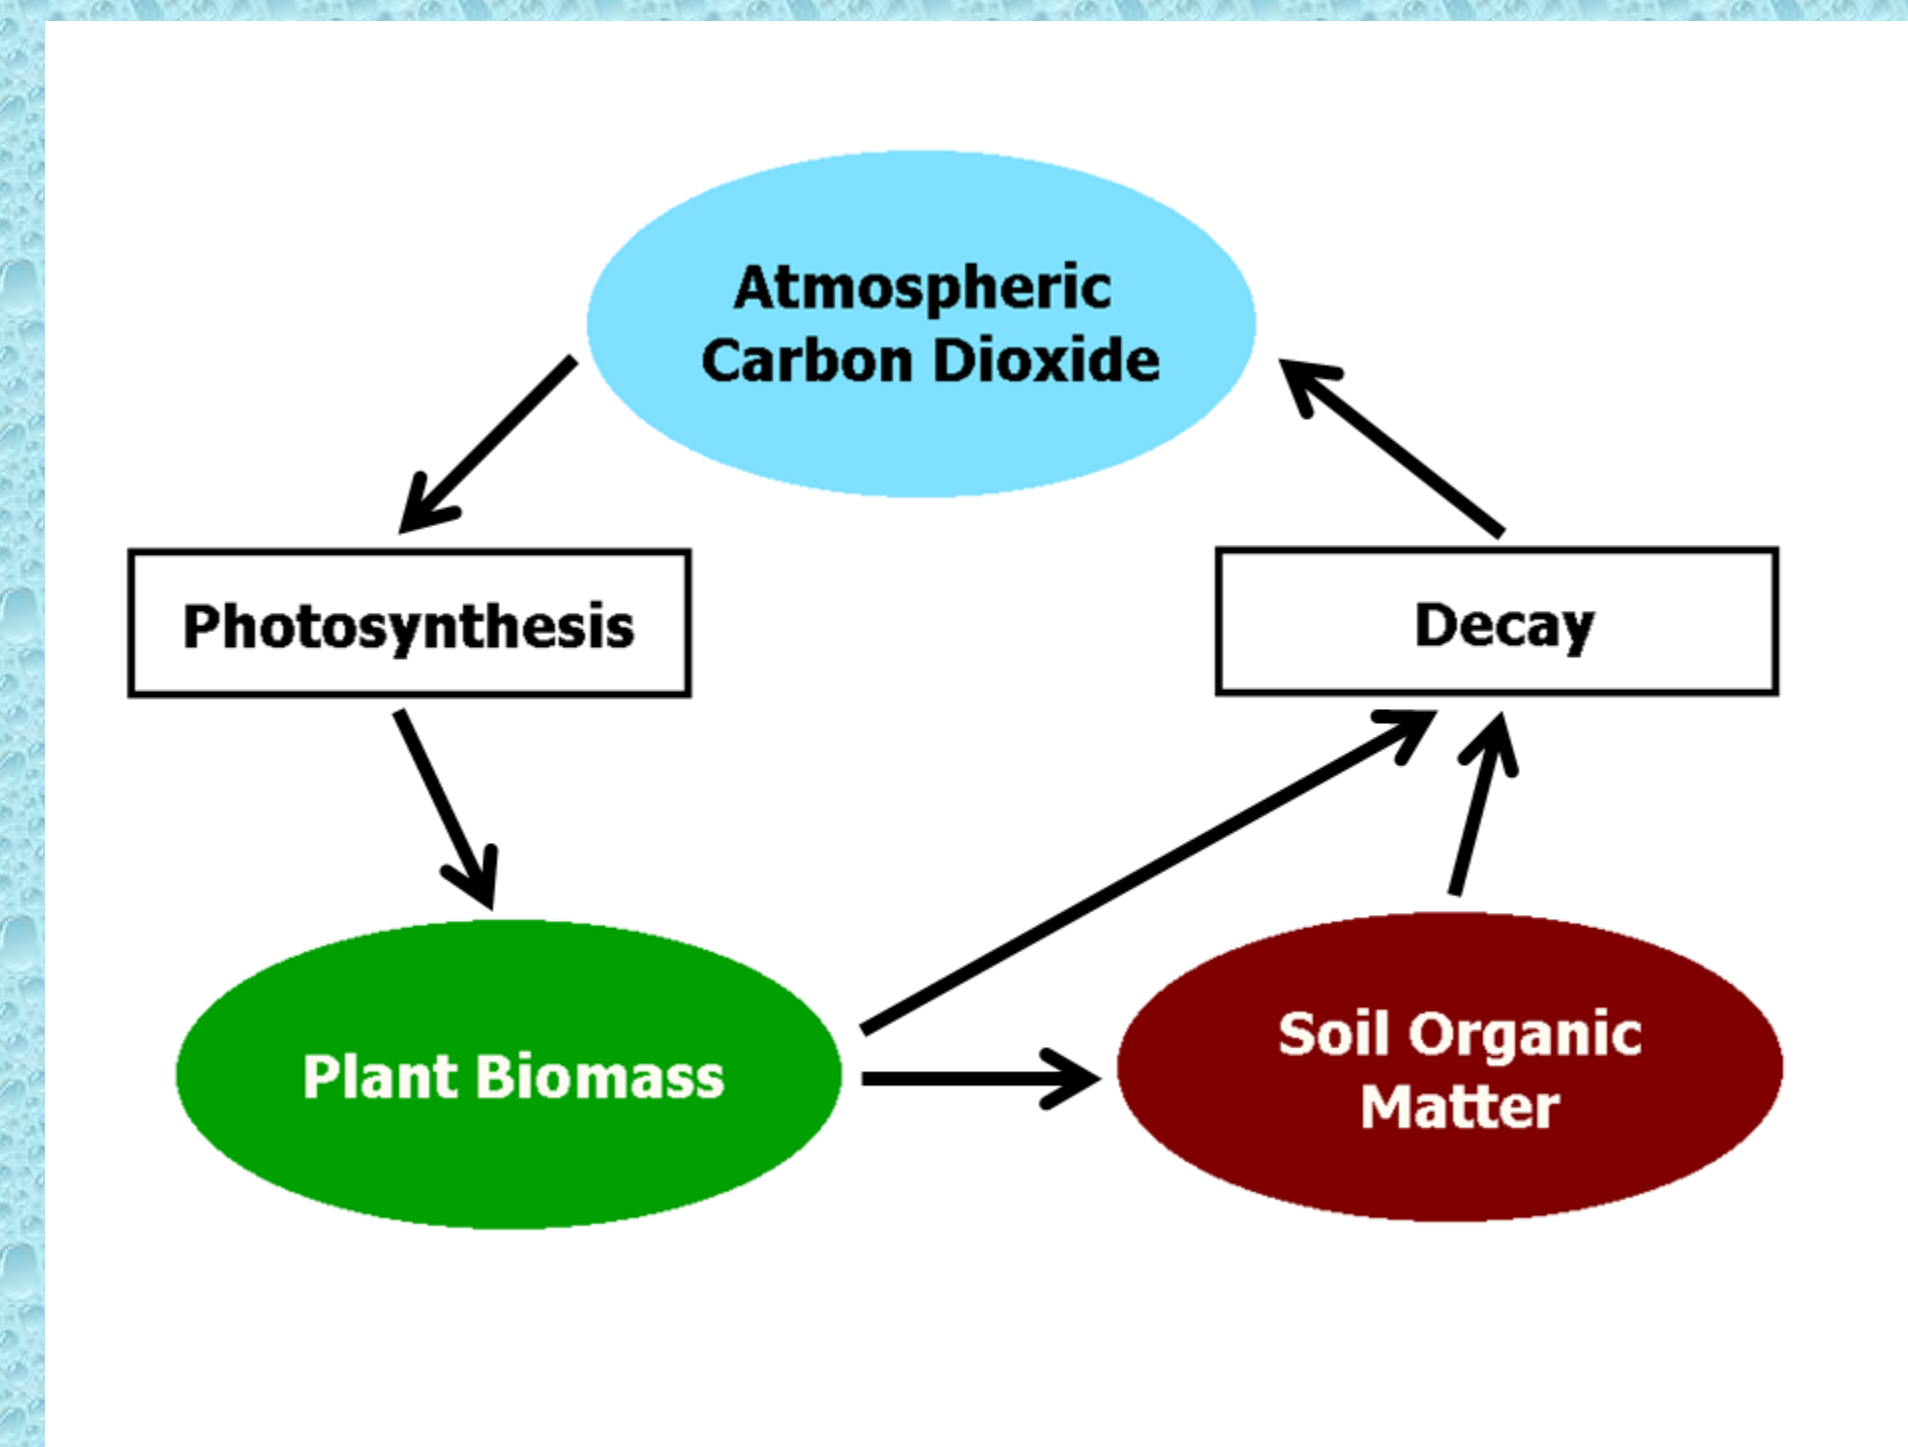 Atmospheric
Carbon Dioxide
Photosynthesis
Decay
Plant Biomass
Soil Organic
Matter